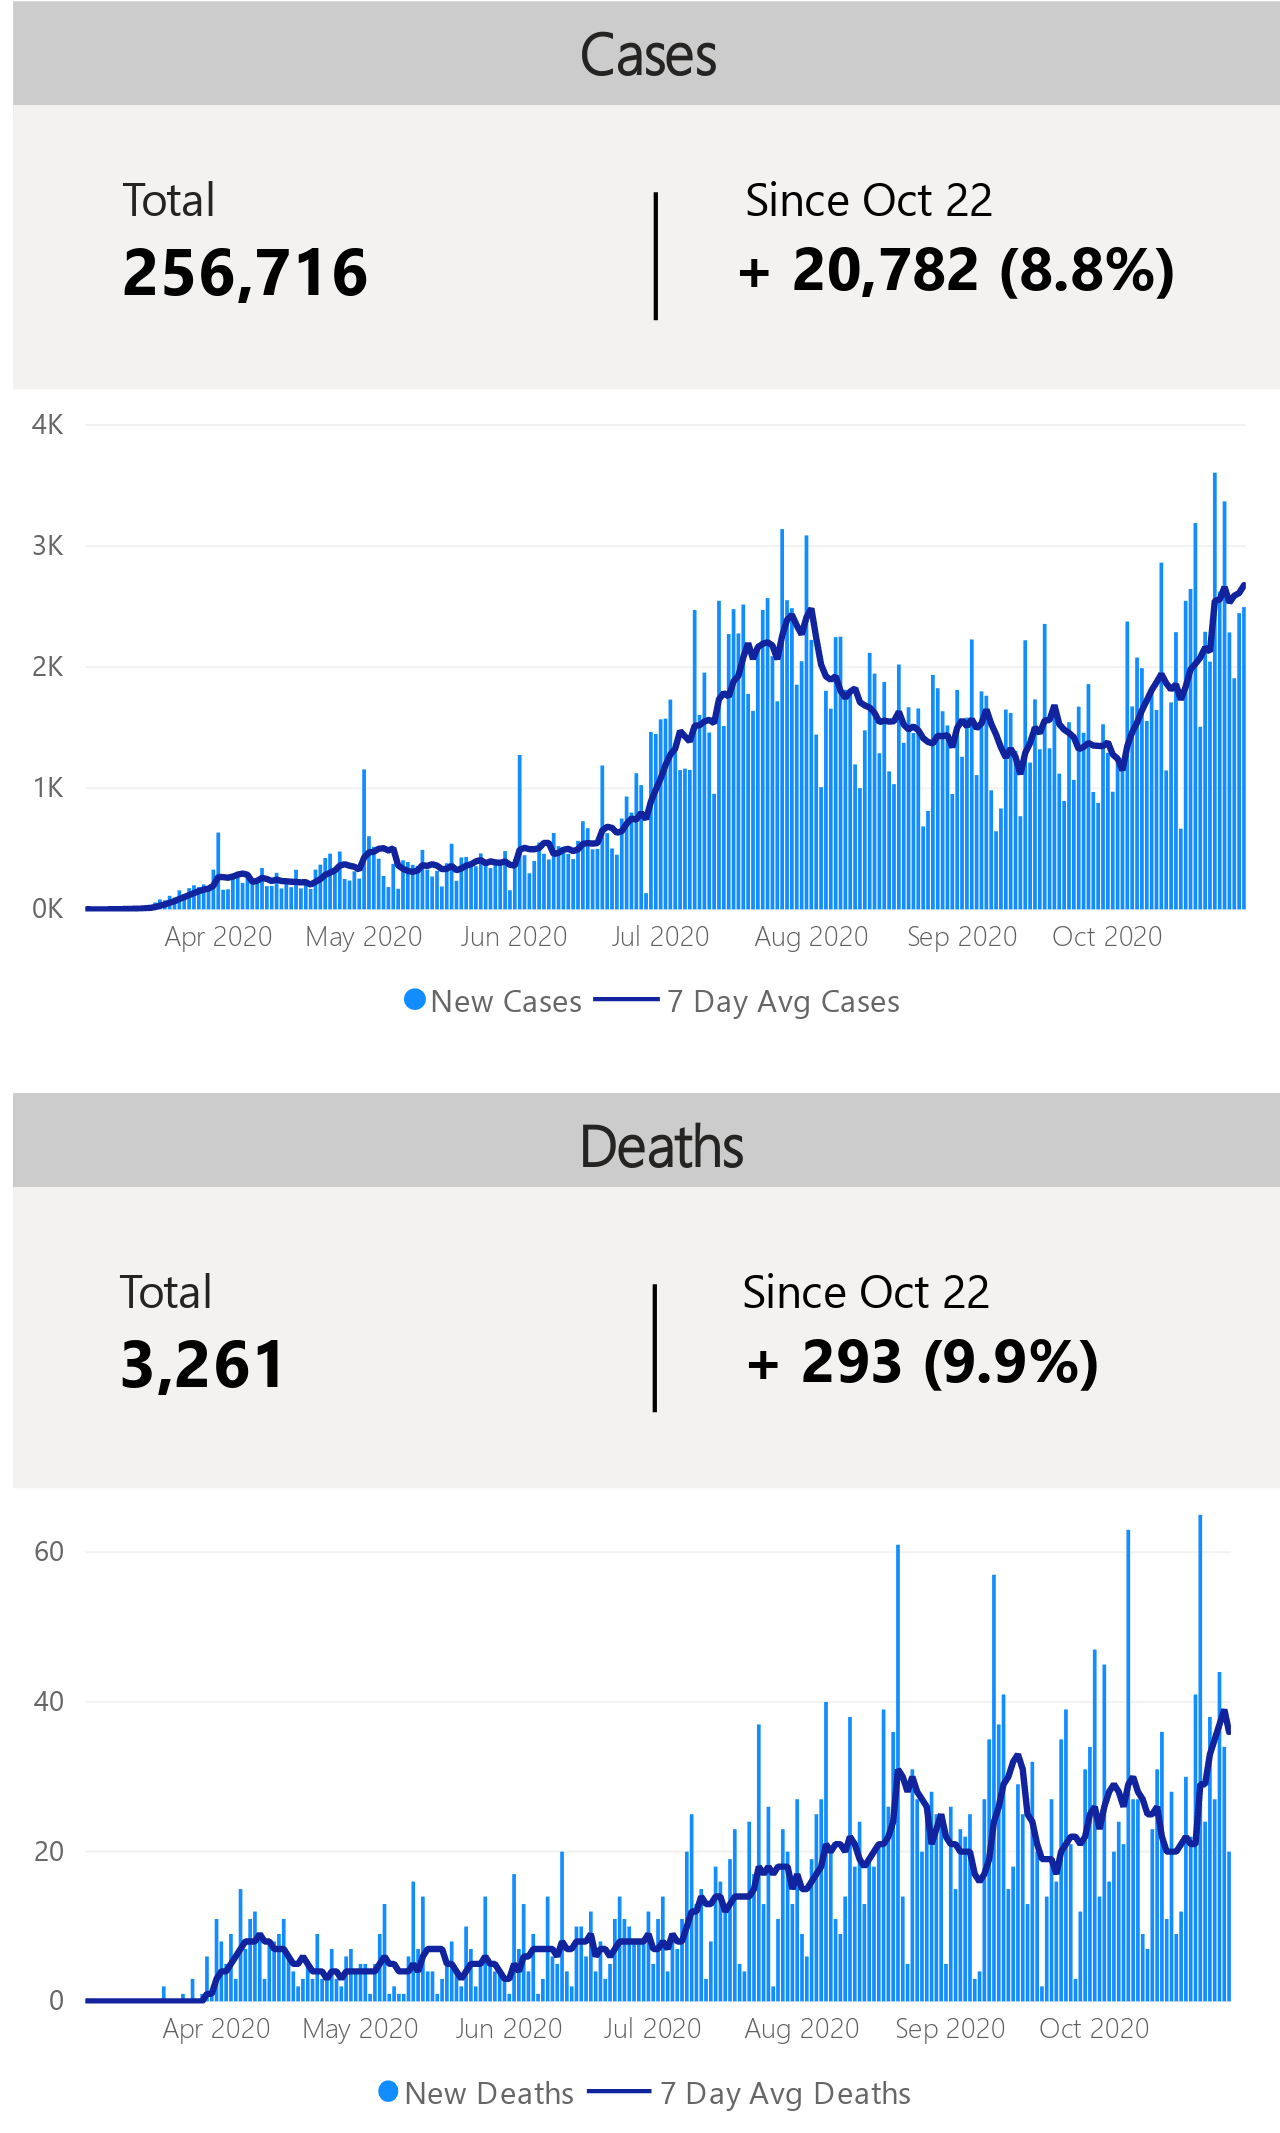 Cases
Total
Since Oct 22
256,716
+ 20,782 (8.8%)
4K
3K
2K
1K
0K
Apr 2020 May 2020 Jun 2020 Jul 2020 Aug 2020 Sep 2020 Oct 2020
New Cases 7 Day Avg Cases
Deaths
Total
Since Oct 22
3,261
+ 293 (9.9%)
60
40
20
0
Apr 2020 May 2020 Jun 2020 Jul 2020 Aug 2020 Sep 2020 Oct 2020
New Deaths 7 Day Avg Deaths